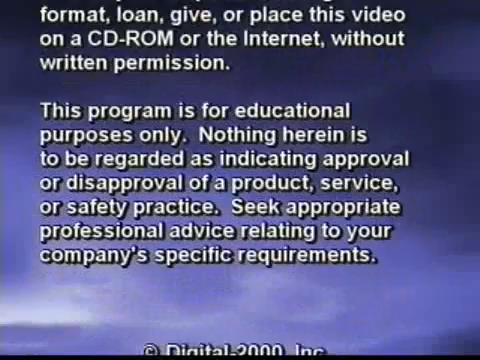 format, loan, give, or place this video
on a CD-ROM or the Internet, without
written permission.
This program is for educational
purposes only. Nothing herein is
to be regarded as indicating approval
or disapproval of a product, service,
or safety practice. Seek appropriate
professional advice relating to your
company's specific requirements.
© Digital-2000, Inc.